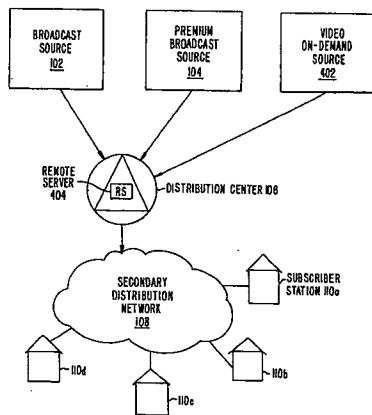 BROADCAST
SOURCE
102
PREMIUM
BROADCAST
SOURCE
104
VIDEO
ON-DEMAND
SOURCE
402
REMOTE
SERVER
404
RS
DISTRIBUTION CENTER 106
SECONDARY
DISTRIBUTION
NETWORK
108
SUBSCRIBER
STATION 110a
110d
110c
110b